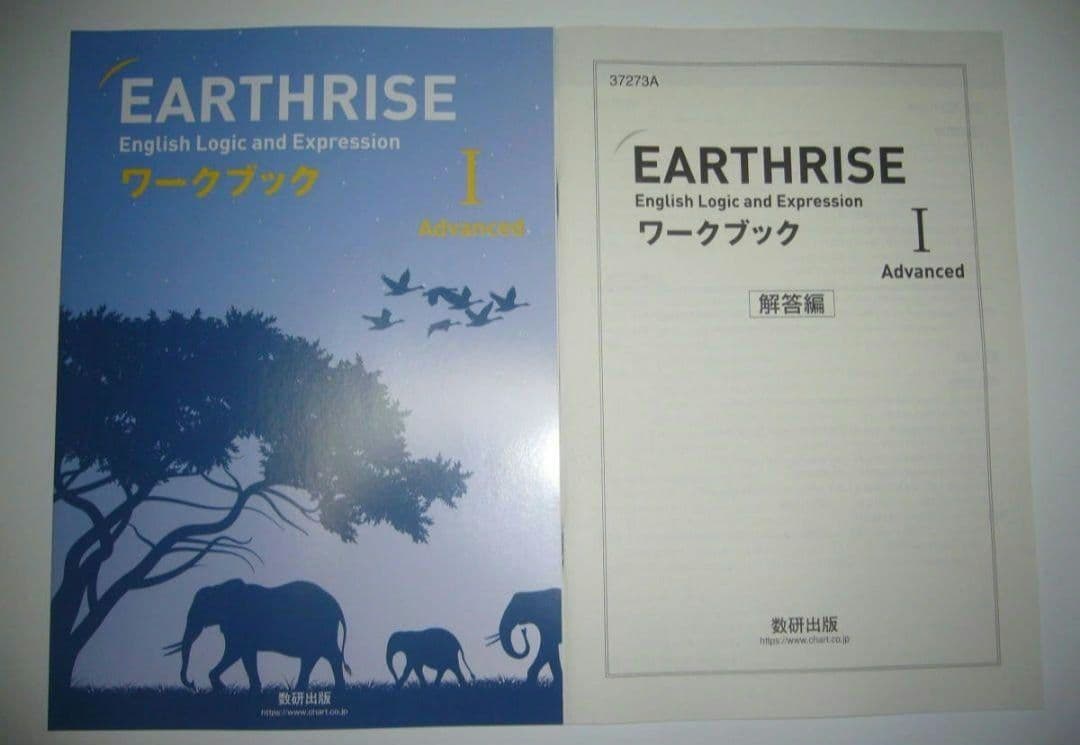 EARTHRISE
English Logic and Expression
ワークブック
I
Advanced
数研出版
https://www.chart.co.jp
37273A
EARTHRISE
English Logic and Expression
ワークブック
I
Advanced
解答編
数研出版
https://www.chart.co.jp